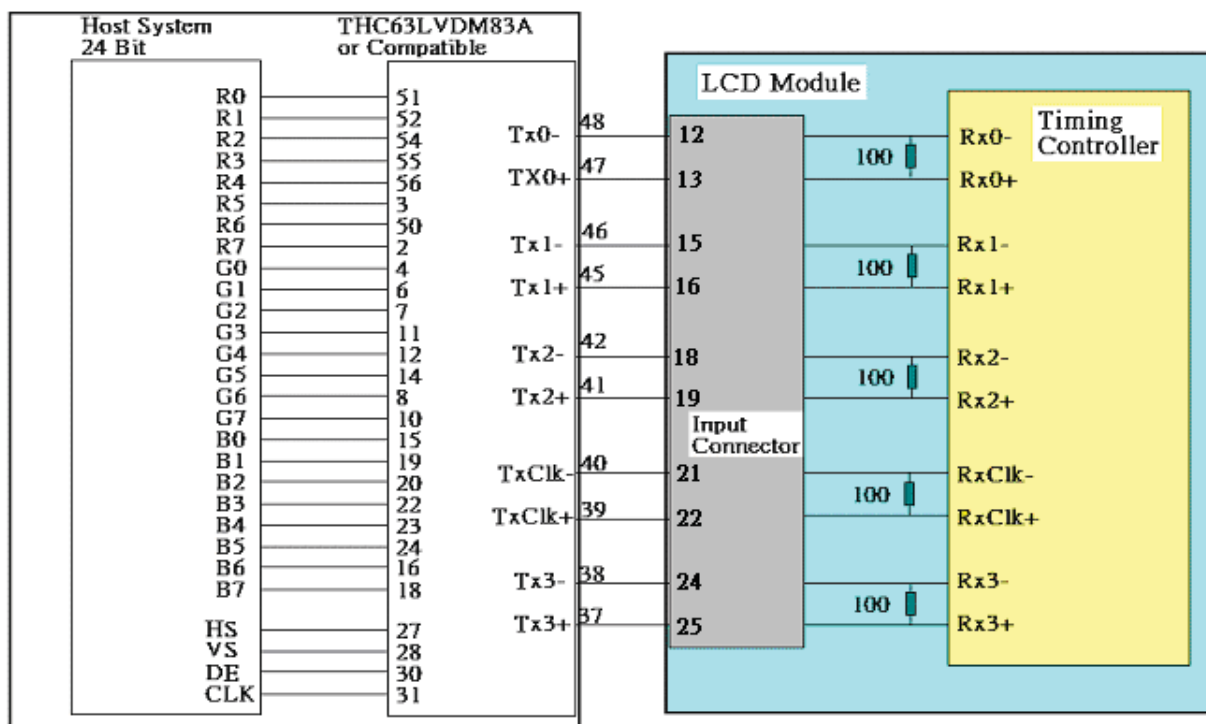 Host System
24 Bit
THC63LVDM83A
or Compatible
R0 51
R1 52
R2 54
R3 55
R4 56
R5 3
R6 50
R7 2
G0 4
G1 6
G2 7
G3 11
G4 12
G5 14
G6 8
G7 10
B0 15
B1 19
B2 20
B3 22
B4 23
B5 24
B6 16
B7 18
HS 27
VS 28
DE 30
CLK 31
Tx0- 48
TX0+ 47
Tx1- 46
Tx1+ 45
Tx2- 42
Tx2+ 41
TxClk- 40
TxClk+ 39
Tx3- 38
Tx3+ 37
LCD Module
12
13
15
16
18
19
Input
Connector
21
22
24
25
100
100
100
100
100
Timing
Controller
Rx0-
Rx0+
Rx1-
Rx1+
Rx2-
Rx2+
RxClk-
RxClk+
Rx3-
Rx3+